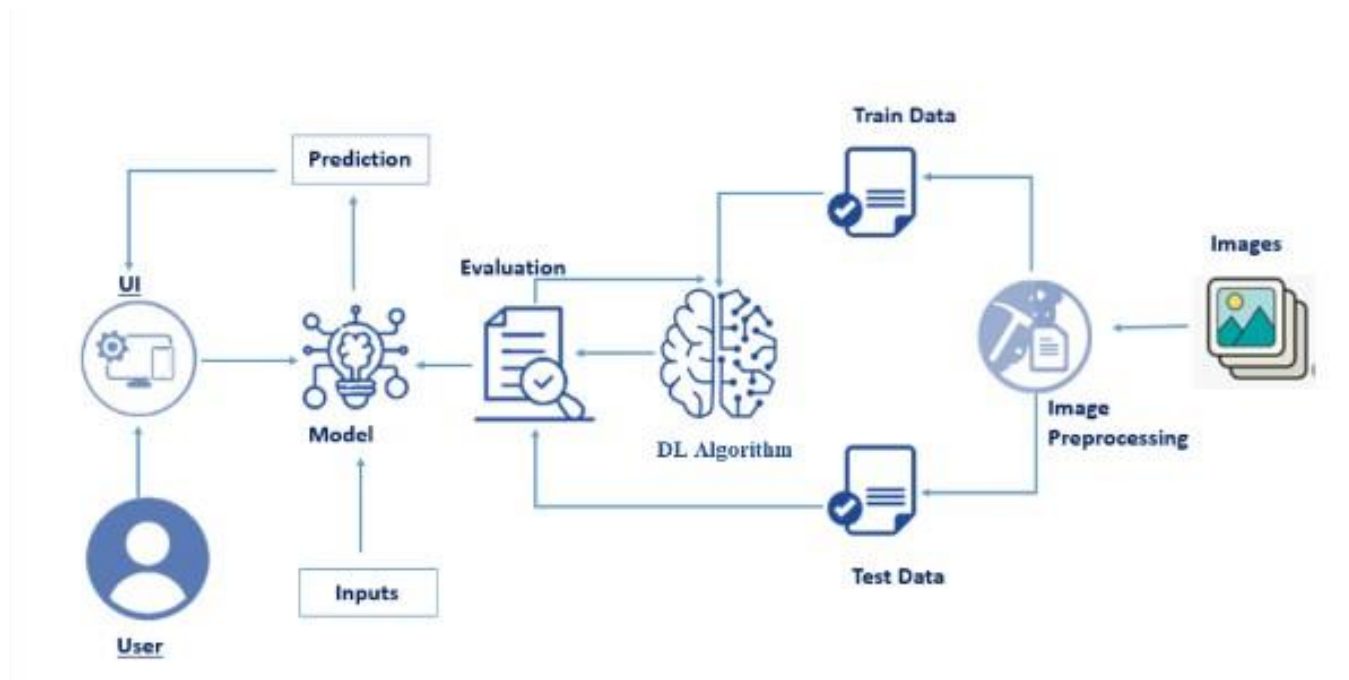 Train Data
Prediction
Images
Evaluation
UI
Image
Preprocessing
Model
DL Algorithm
Test Data
Inputs
User